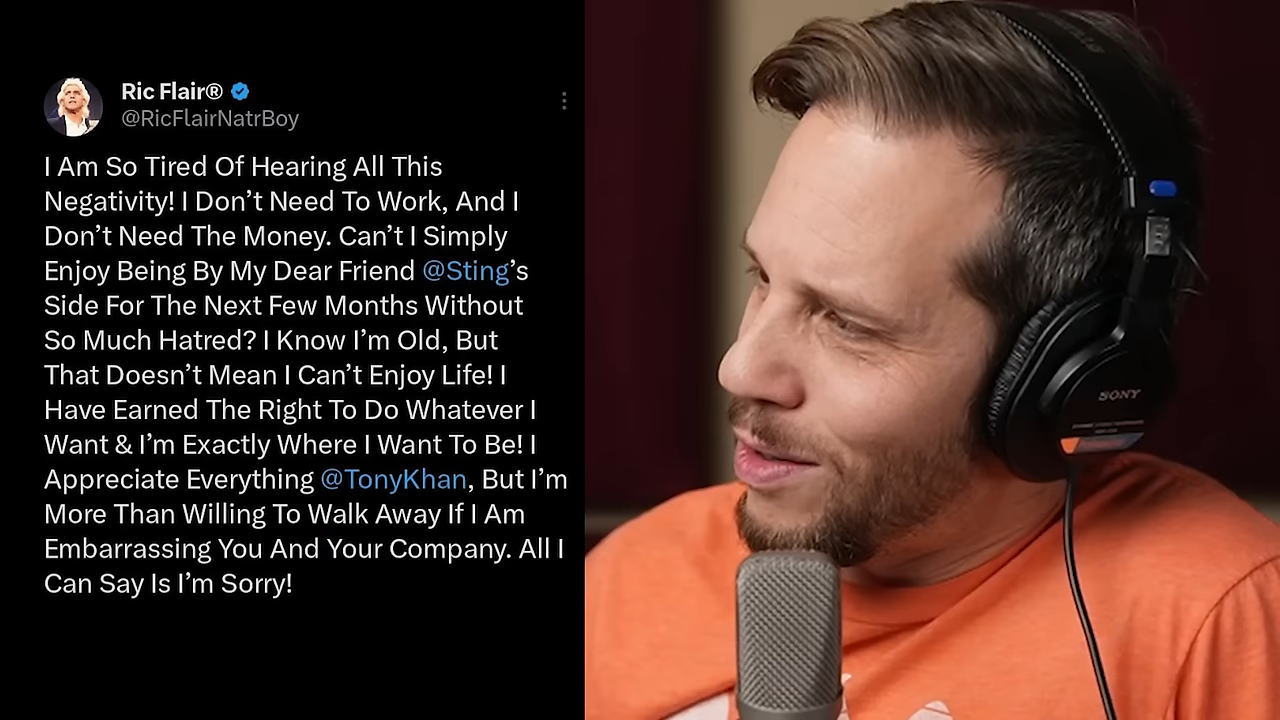 Ric Flair®
@RicFlairNatrBoy
I Am So Tired Of Hearing All This
Negativity! I Don’t Need To Work, And I
Don’t Need The Money. Can’t I Simply
Enjoy Being By My Dear Friend @Sting’s
Side For The Next Few Months Without
So Much Hatred? I Know I’m Old, But
That Doesn’t Mean I Can’t Enjoy Life! I
Have Earned The Right To Do Whatever I
Want & I’m Exactly Where I Want To Be! I
Appreciate Everything @TonyKhan, But I’m
More Than Willing To Walk Away If I Am
Embarrassing You And Your Company. All I
Can Say Is I’m Sorry!
SONY